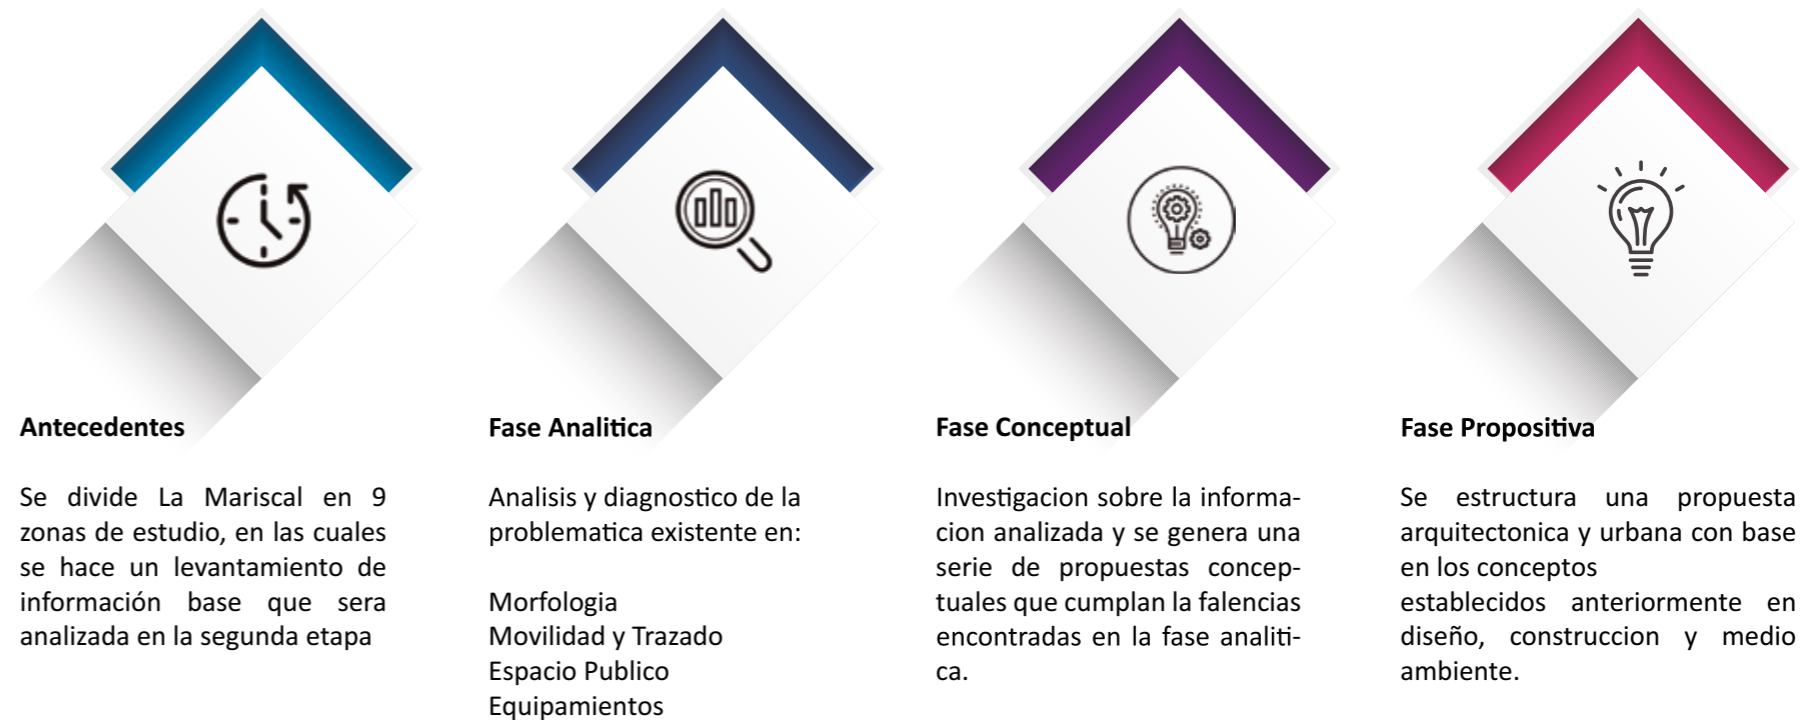 Antecedentes
Se divide La Mariscal en 9
zonas de estudio, en las cuales
se hace un levantamiento de
información base que sera
analizada en la segunda etapa
Fase Analitica
Analisis y diagnostico de la
problematica existente en:
Morfologia
Movilidad y Trazado
Espacio Publico
Equipamientos
Fase Conceptual
Investigacion sobre la informa-
cion analizada y se genera una
serie de propuestas concep-
tuales que cumplan la falencias
encontradas en la fase analiti-
ca.
Fase Propositiva
Se estructura una propuesta
arquitectonica y urbana con base
en los conceptos
establecidos anteriormente en
diseño, construccion y medio
ambiente.